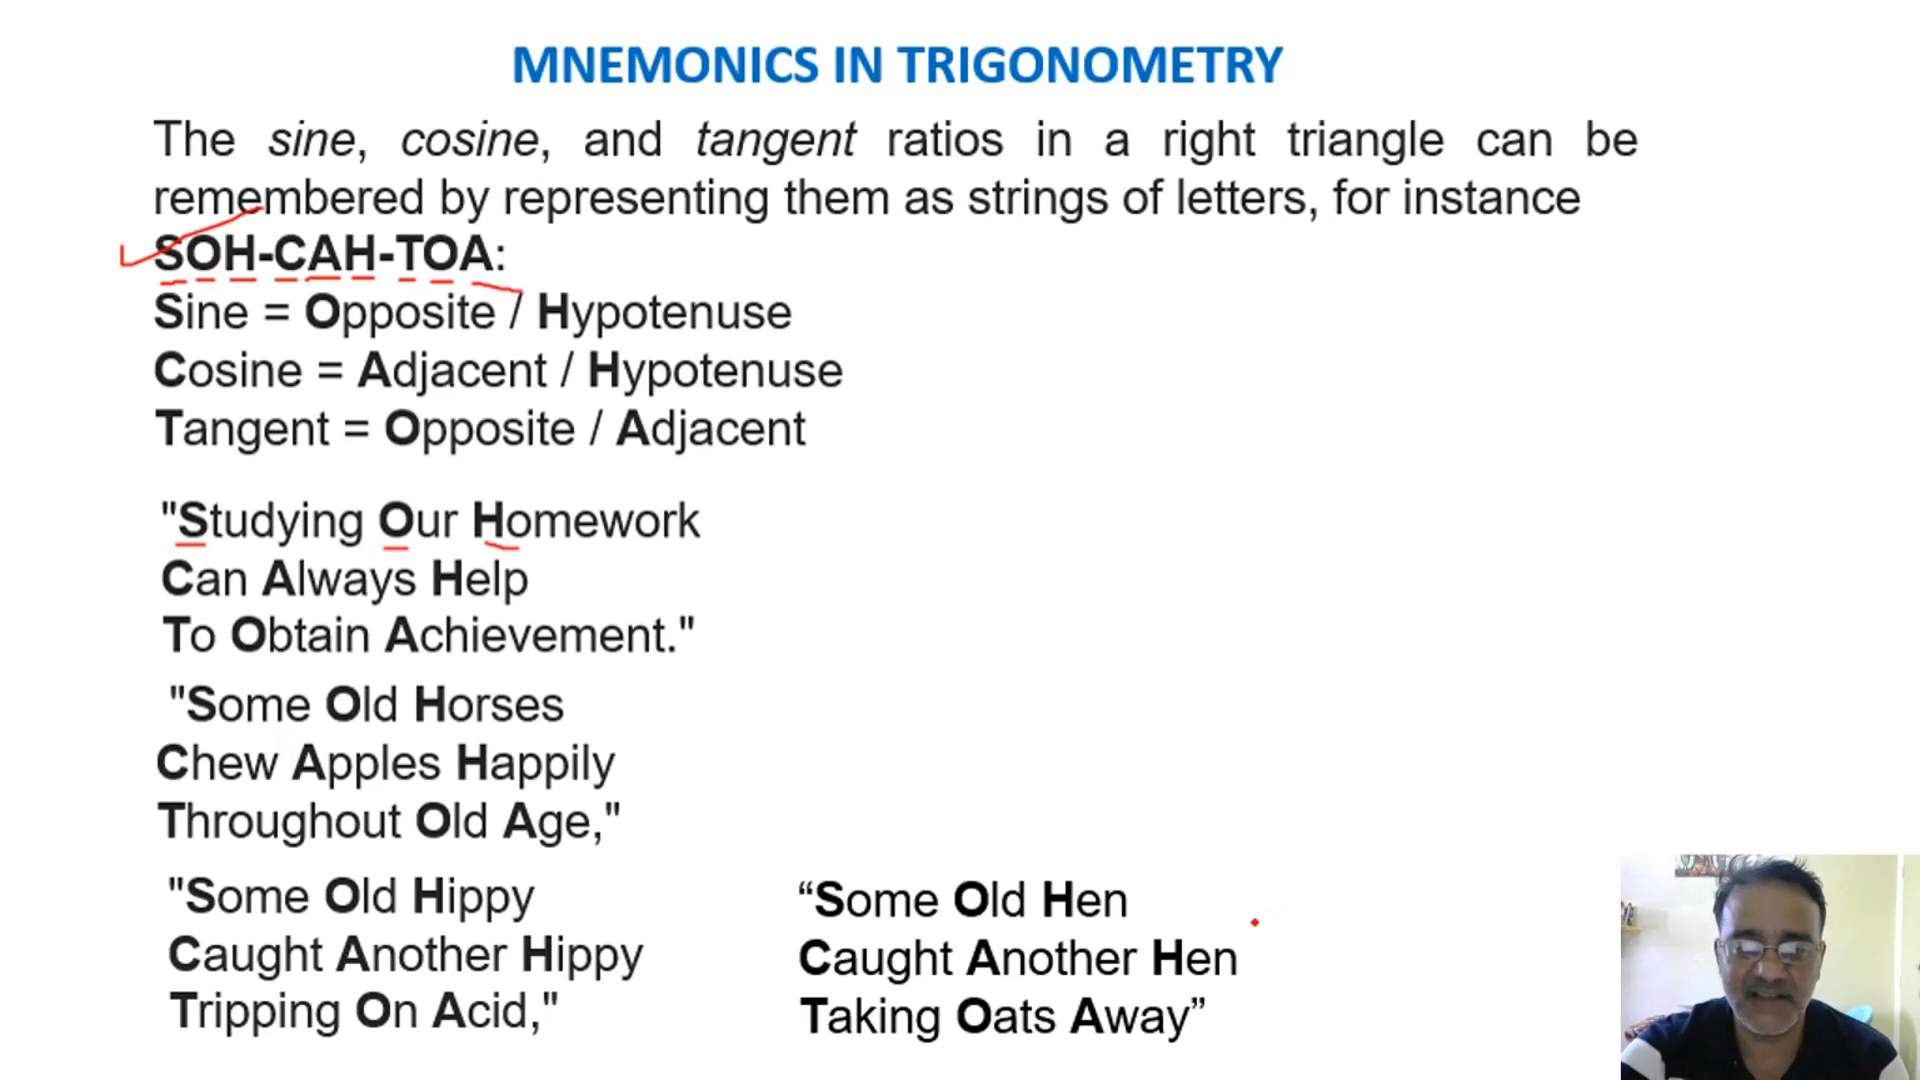 MNEMONICS IN TRIGONOMETRY
The sine, cosine, and tangent ratios in a right triangle can be
remembered by representing them as strings of letters, for instance
SOH-CAH-TOA:
Sine = Opposite / Hypotenuse
Cosine = Adjacent / Hypotenuse
Tangent = Opposite / Adjacent
"Studying Our Homework
Can Always Help
To Obtain Achievement."
"Some Old Horses
Chew Apples Happily
Throughout Old Age,"
"Some Old Hippy
Caught Another Hippy
Tripping On Acid,"
“Some Old Hen
Caught Another Hen
Taking Oats Away”